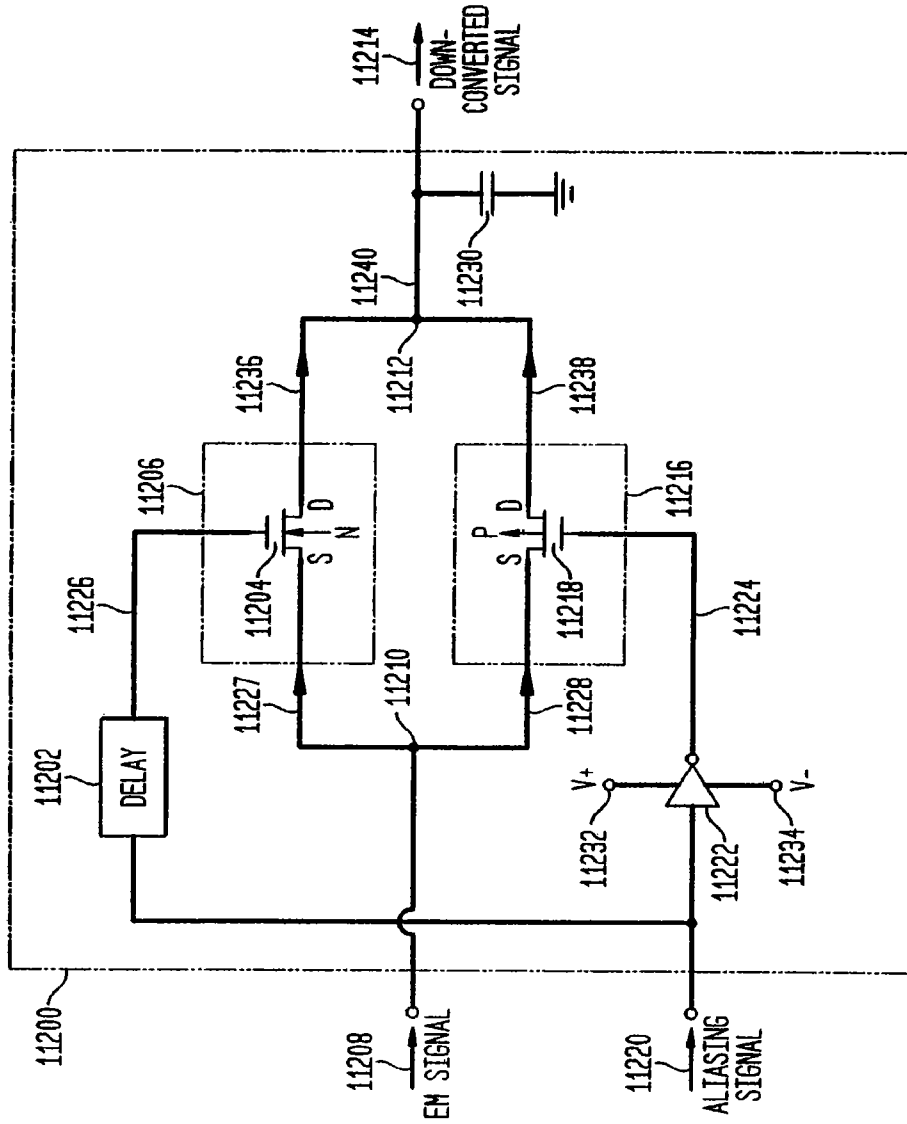 11200
11202
DELAY
11226
11206
11204
S
N
D
11236
11227
11240
11214
DOWN-
CONVERTED
SIGNAL
11208
EM SIGNAL
11210
11212
11230
11228
S
P
D
11238
11218
11216
11232
V+
11222
11234
V-
11224
11220
ALIASING
SIGNAL